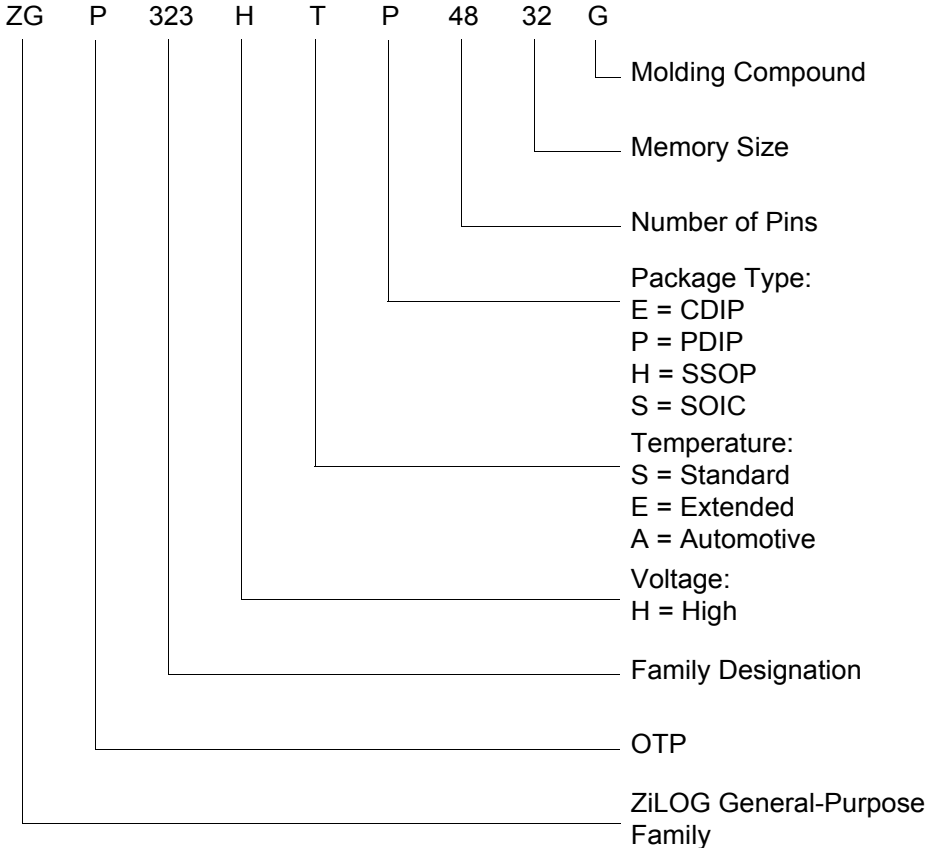 ZG P 323 H T P 48 32 G
Molding Compound
Memory Size
Number of Pins
Package Type:
E = CDIP
P = PDIP
H = SSOP
S = SOIC
Temperature:
S = Standard
E = Extended
A = Automotive
Voltage:
H = High
Family Designation
OTP
ZiLOG General-Purpose
Family